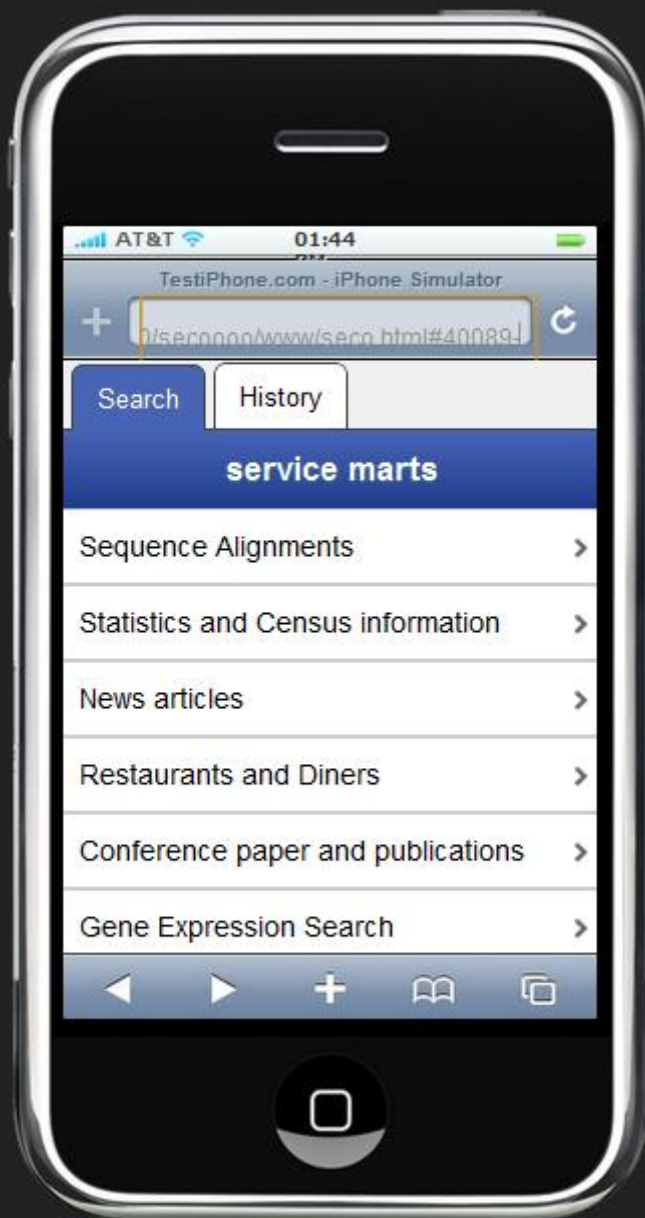 AT&T 01:44
TestiPhone.com - iPhone Simulator
/www/seco.html#40089-
Search History
service marts
Sequence Alignments
Statistics and Census information
News articles
Restaurants and Diners
Conference paper and publications
Gene Expression Search